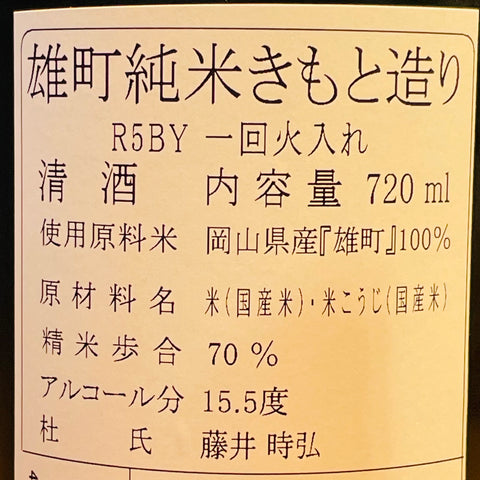 雄町純米きもと造り
R5BY 一回火入れ
清酒 内容量 720 ml
使用原料米 岡山県産『雄町』100%
原材料名 米(国産米)・米こうじ(国産米)
精米歩合 70 %
アルコール分 15.5度
杜氏 藤井 時弘